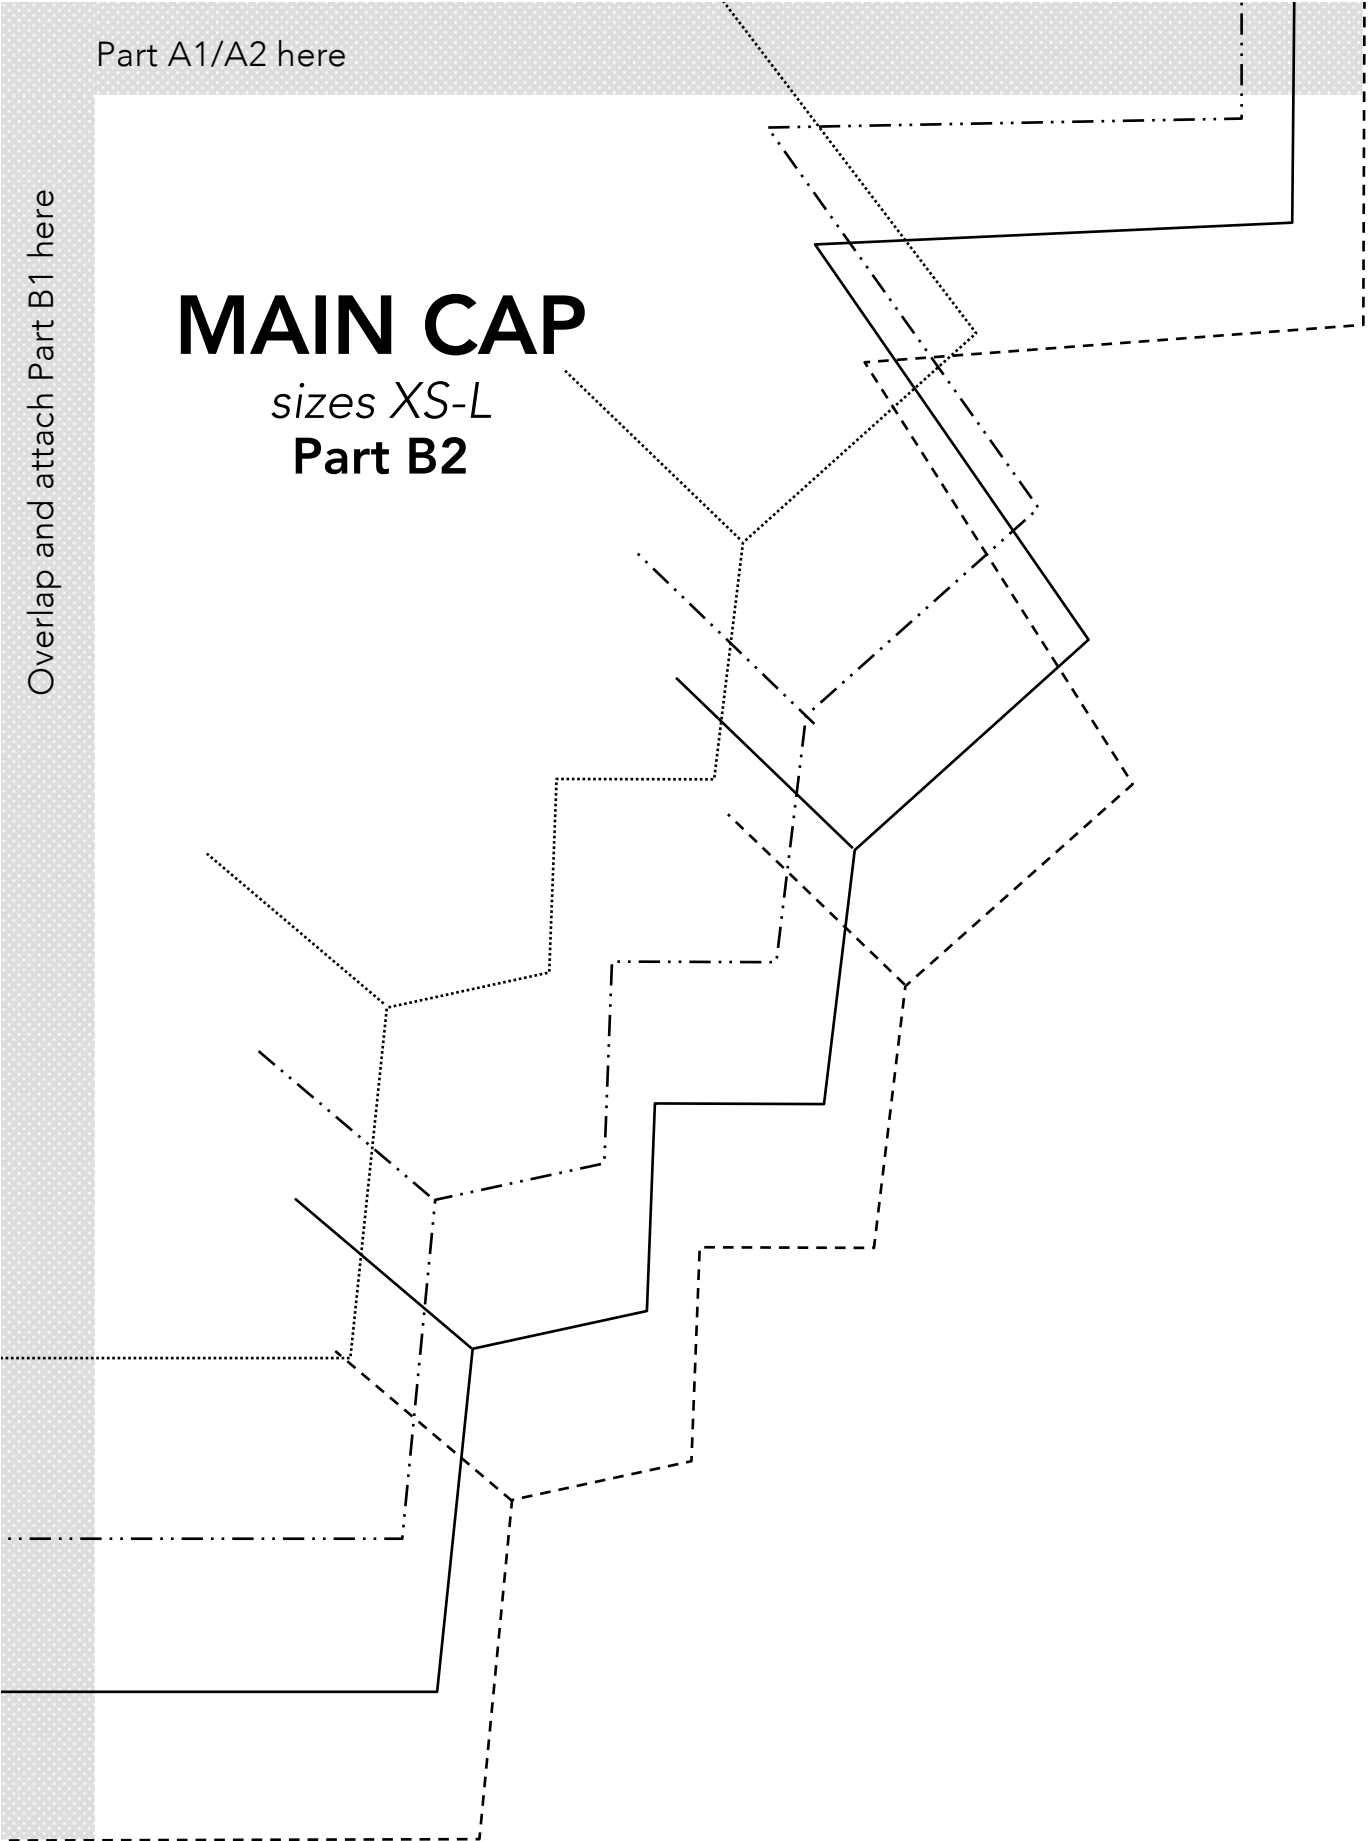 Part A1/A2 here
Overlap and attach Part B1 here
MAIN CAP
sizes XS-L
Part B2